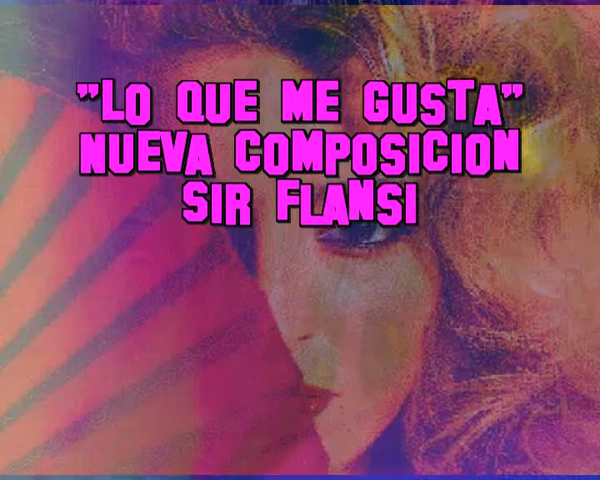 "LO QUE ME GUSTA"
NUEVA COMPOSICION
SIR FLANSI